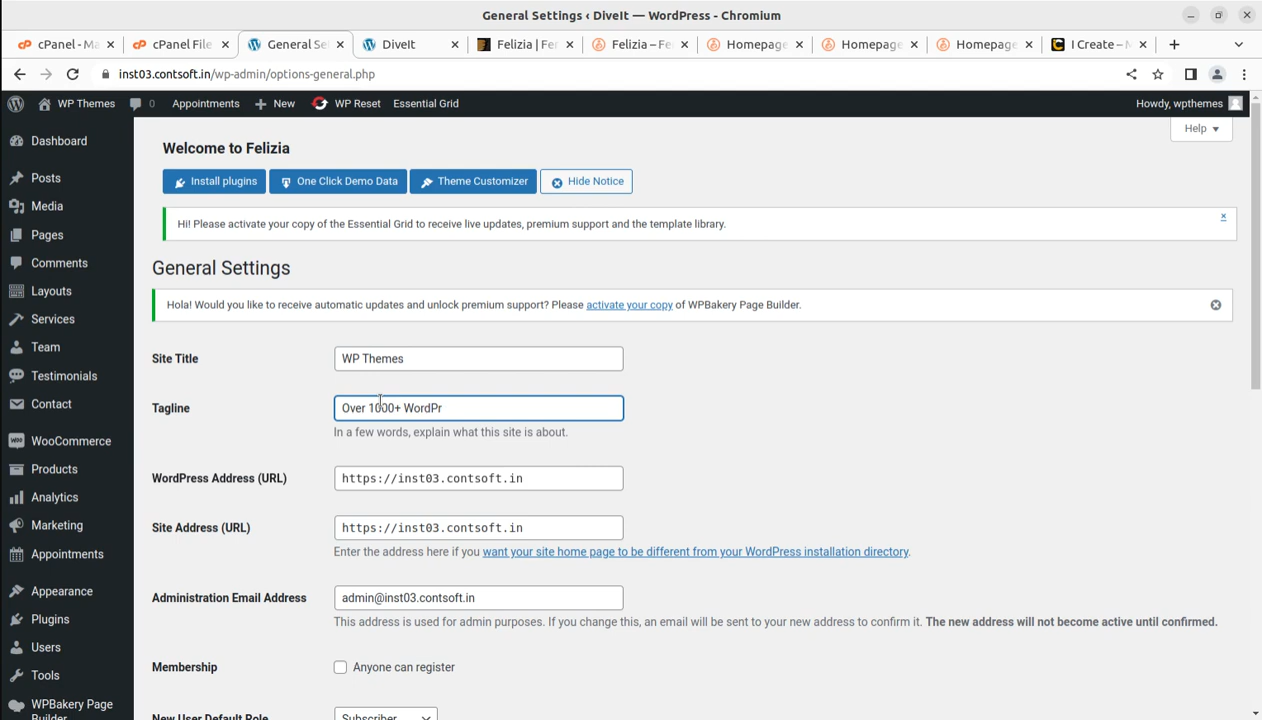 General Settings ‹ DiveIt — WordPress - Chromium
cPanel - Ma
cPanel File
General Se
DiveIt
Felizia | Fer
Felizia – Fe
Homepage
Homepage
Homepage
I Create – M
inst03.contsoft.in/wp-admin/options-general.php
WP Themes
0
Appointments
New
WP Reset
Essential Grid
Howdy, wpthemes
Help
Dashboard
Posts
Media
Pages
Comments
Layouts
Services
Team
Testimonials
Contact
WooCommerce
Products
Analytics
Marketing
Appointments
Appearance
Plugins
Users
Tools
WPBakery Page
Builder
Welcome to Felizia
Install plugins
One Click Demo Data
Theme Customizer
Hide Notice
Hi! Please activate your copy of the Essential Grid to receive live updates, premium support and the template library.
General Settings
Hola! Would you like to receive automatic updates and unlock premium support? Please activate your copy of WPBakery Page Builder.
Site Title
WP Themes
Tagline
Over 1000+ WordPr
In a few words, explain what this site is about.
WordPress Address (URL)
https://inst03.contsoft.in
Site Address (URL)
https://inst03.contsoft.in
Enter the address here if you want your site home page to be different from your WordPress installation directory.
Administration Email Address
admin@inst03.contsoft.in
This address is used for admin purposes. If you change this, an email will be sent to your new address to confirm it. The new address will not become active until confirmed.
Membership
Anyone can register
New User Default Role
Subscriber